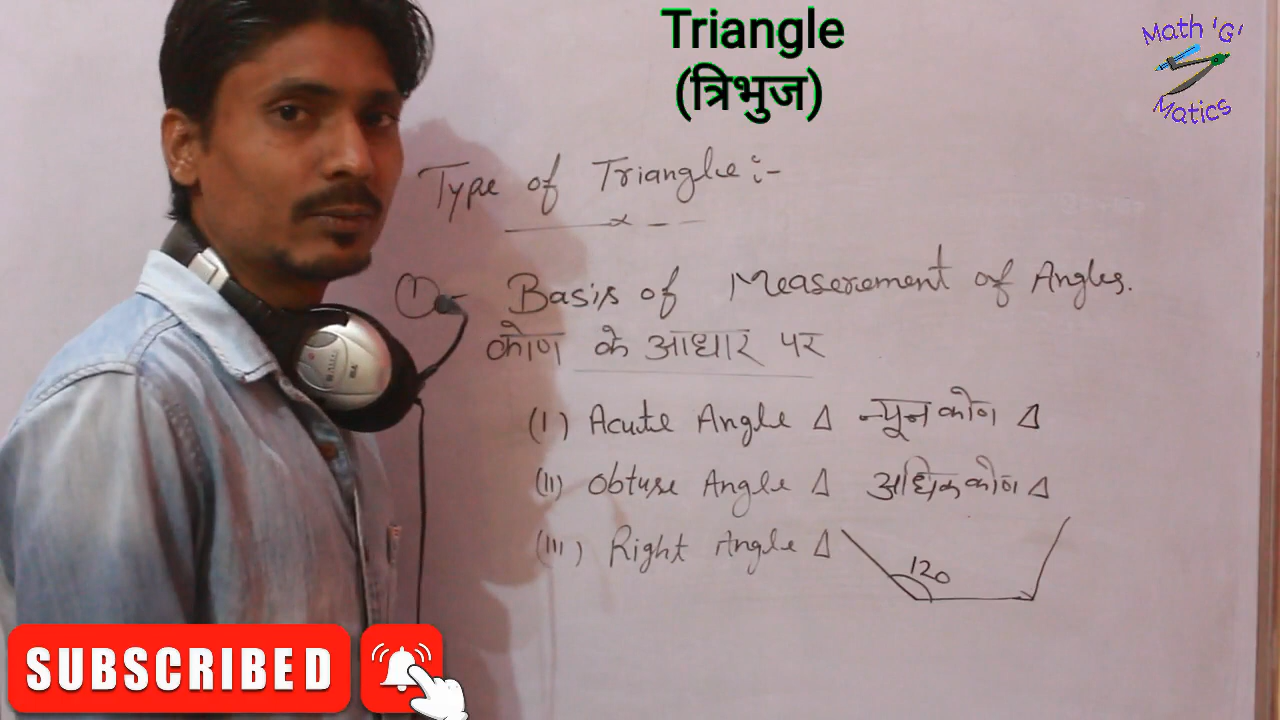 Triangle
(त्रिभुज)
Math 'G'
Matics
Type of Triangle :-
① Basis of Measerement of Angles.
कोण के आधार पर
(I) Acute Angle Δ न्यूनकोण Δ
(II) Obtuse Angle Δ अधिककोण Δ
(III) Right Angle Δ
120
SUBSCRIBED